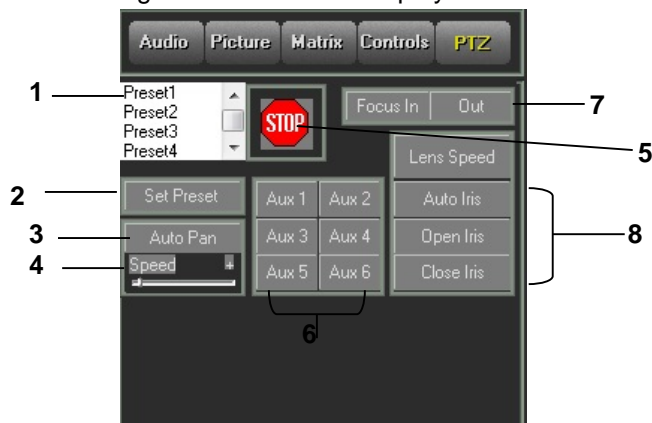 Audio Picture Matrix Controls PTZ
1
Preset1
Preset2
Preset3
Preset4
STOP
Focus In Out
7
5
Lens Speed
2
Set Preset
Aux 1 Aux 2
Auto Iris
3
Auto Pan
Aux 3 Aux 4
Open Iris
8
4
Speed +
Aux 5 Aux 6
Close Iris
6